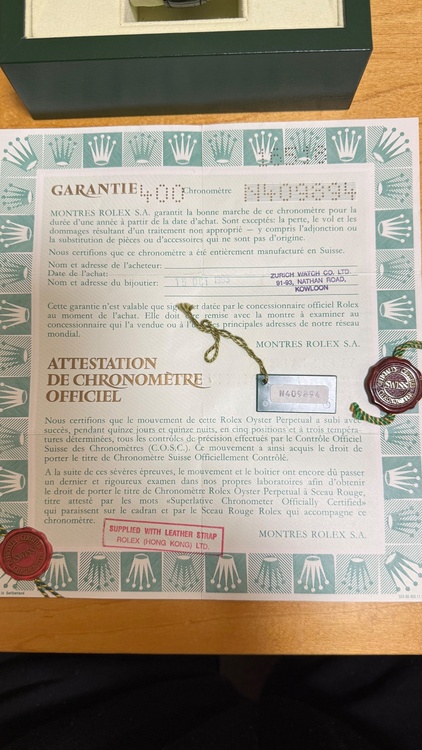 GARANTIE 400 Chronomètre N409894
MONTRES ROLEX S.A. garantit la bonne marche de ce chronomètre pour la
durée d'une année à partir de la date d'achat. Sont exceptés: la perte, le vol et les
dommages résultant d'un traitement non approprié – y compris l'adjonction ou
la substitution de pièces ou d'accessoires qui ne sont pas d'origine.
Nous certifions que ce chronomètre a été entièrement manufacturé en Suisse.
Nom et adresse de l'acheteur:
Date de l'achat:
Nom et adresse du bijoutier:
ZURICH WATCH CO. LTD.
91-93, NATHAN ROAD,
KOWLOON
Cette garantie n'est valable que signée et datée par le concessionnaire officiel Rolex
au moment de l'achat. Elle doit être remise avec la montre à examiner au
concessionnaire qui l'a vendue ou à principales adresses de notre réseau
mondial.
MONTRES ROLEX S.A.
ATTESTATION
DE CHRONOMÈTRE
OFFICIEL
N409894
Nous certifions que le mouvement de cette Rolex Oyster Perpetual a subi avec
succès, pendant quinze jours et quinze nuits, en cinq positions et à trois tempéra-
tures déterminées, tous les contrôles de précision effectués par le Contrôle Officiel
Suisse des Chronomètres (C.O.S.C.). Ce mouvement a ainsi acquis le droit de
porter le titre de Chronomètre Suisse Officiellement Contrôlé.
A la suite de ces sévères épreuves, le mouvement et le boîtier ont encore dû passer
un dernier et rigoureux examen dans nos propres laboratoires afin d'obtenir
le droit de porter le titre de Chronomètre Rolex Oyster Perpetual à Sceau Rouge,
titre attesté par les mots «Superlative Chronometer Officially Certified»
qui paraissent sur le cadran et par le Sceau Rouge Rolex qui accompagne ce
chronomètre.
MONTRES ROLEX S.A.
SUPPLIED WITH LEATHER STRAP
ROLEX (HONG KONG) LTD.